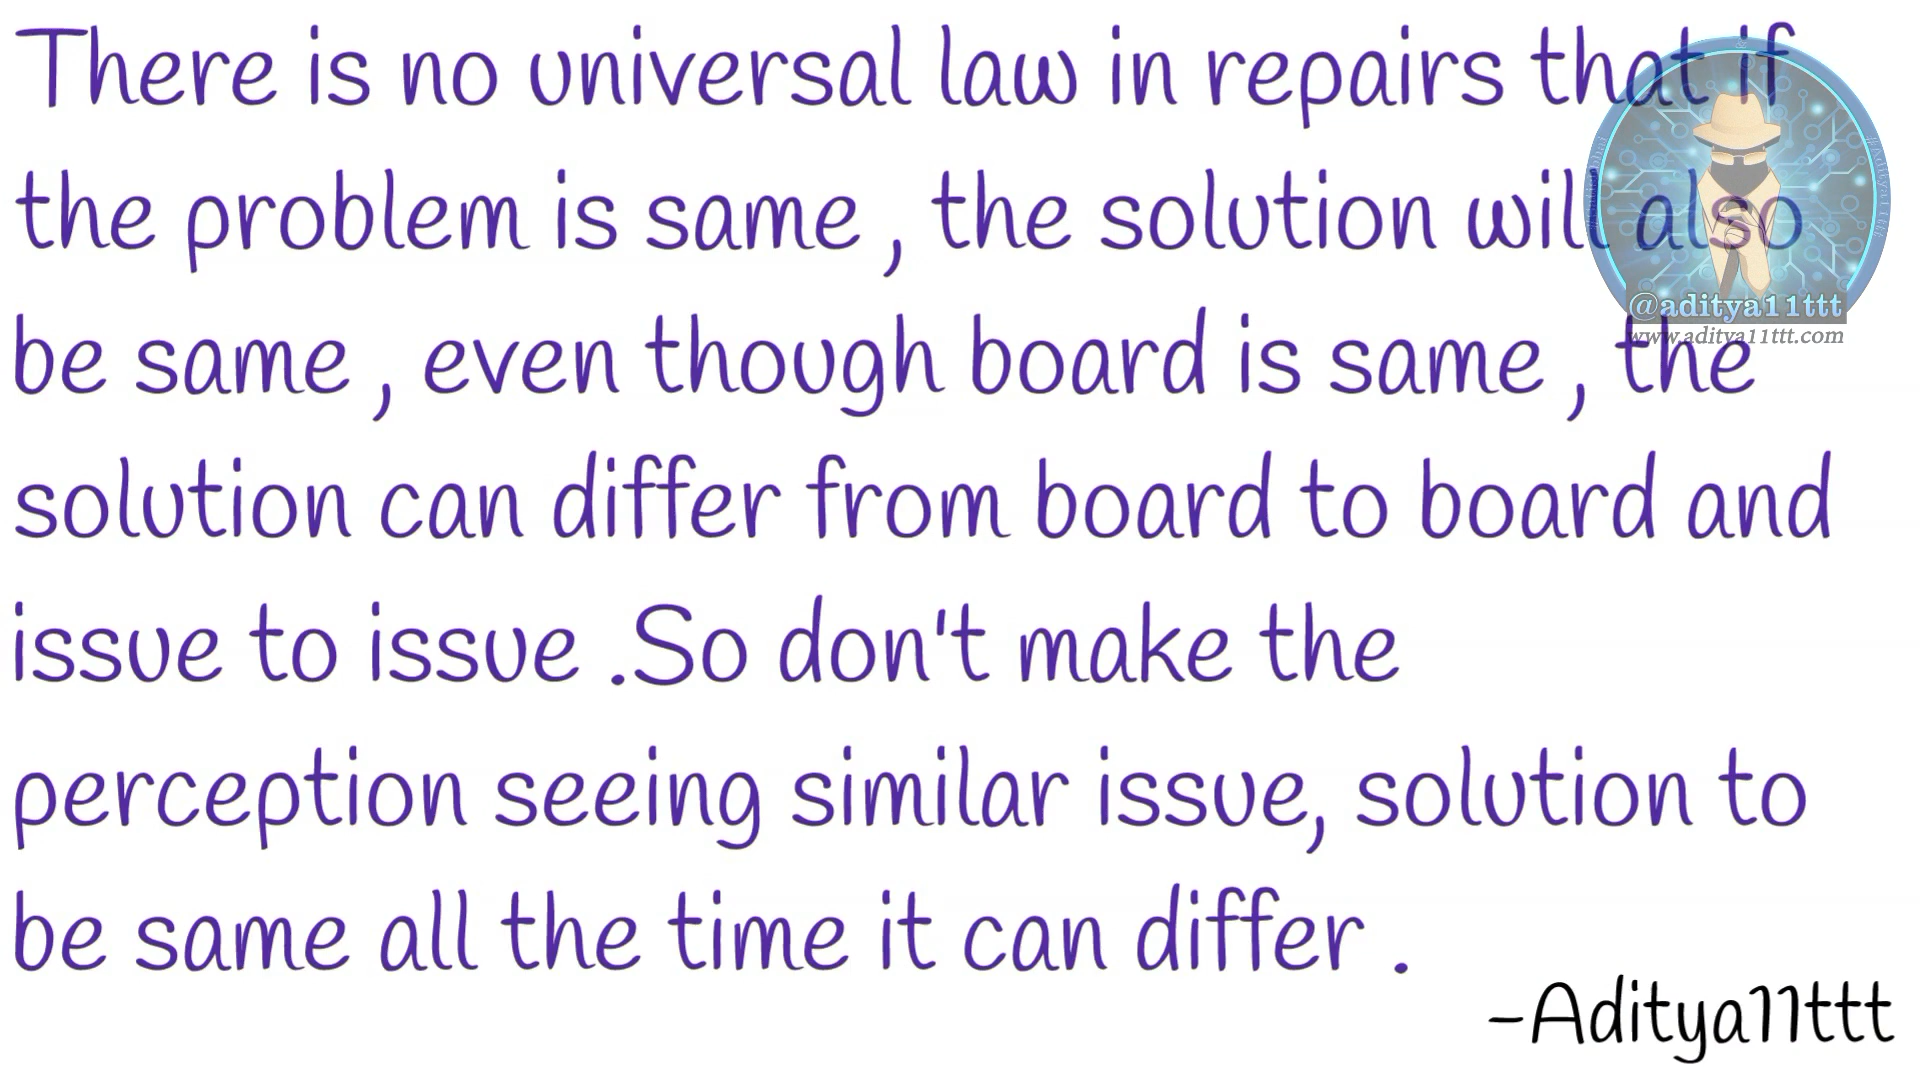 There is no universal law in repairs that if
the problem is same , the solution will also
be same , even though board is same , the
solution can differ from board to board and
issue to issue .So don't make the
perception seeing similar issue, solution to
be same all the time it can differ .
-Aditya11ttt
@aditya11ttt
www.aditya11ttt.com